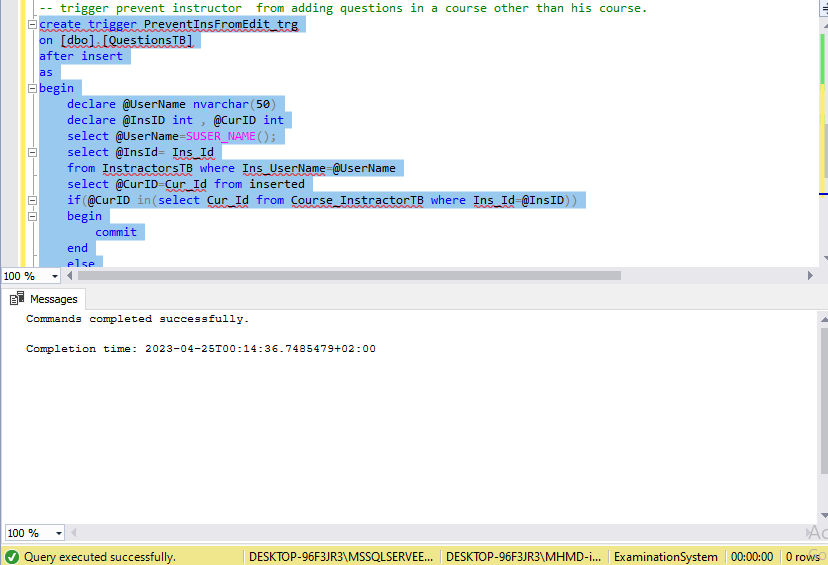 -- trigger prevent instructor  from adding questions in a course other than his course.
create trigger PreventInsFromEdit_trg
on [dbo].[QuestionsTB]
after insert
as
begin
declare @UserName nvarchar(50)
declare @InsID int , @CurID int
select @UserName=SUSER_NAME();
select @InsId= Ins_Id
from InstractorsTB where Ins_UserName=@UserName
select @CurID=Cur_Id from inserted
if(@CurID in(select Cur_Id from Course_InstractorTB where Ins_Id=@InsID))
begin
commit
end
else
100 %
Messages
Commands completed successfully.
Completion time: 2023-04-25T00:14:36.7485479+02:00
100 %
Query executed successfully.
DESKTOP-96F3JR3\MSSQLSERVEE...
DESKTOP-96F3JR3\MHMD-i...
ExaminationSystem
00:00:00
0 rows